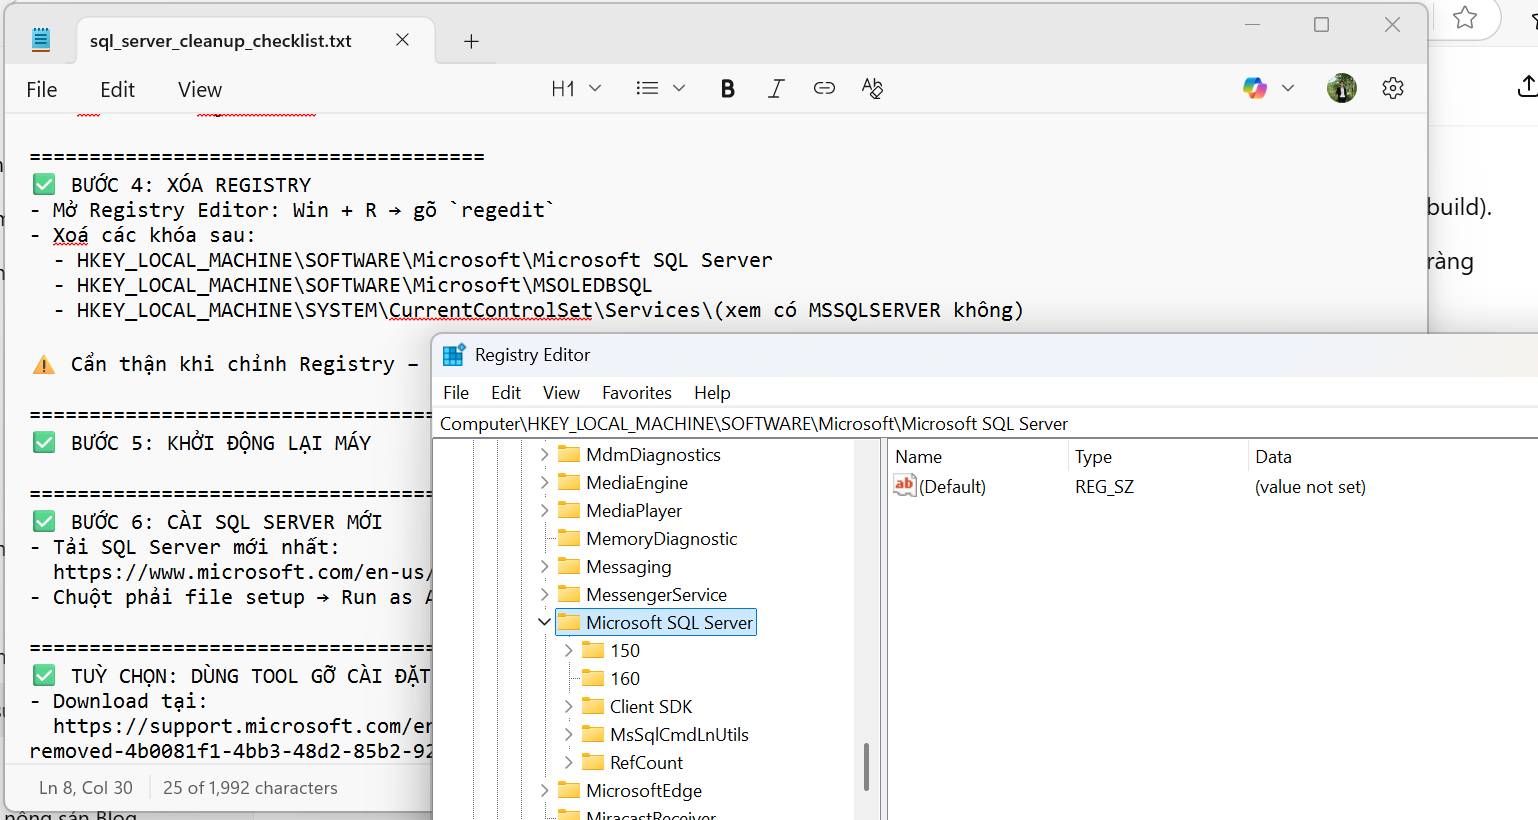 sql_server_cleanup_checklist.txt
File Edit View H1
=====================================
✅ BƯỚC 4: XÓA REGISTRY
- Mở Registry Editor: Win + R → gõ `regedit`
- Xoá các khóa sau:
- HKEY_LOCAL_MACHINE\SOFTWARE\Microsoft\Microsoft SQL Server
- HKEY_LOCAL_MACHINE\SOFTWARE\Microsoft\MSOLEDBSQL
- HKEY_LOCAL_MACHINE\SYSTEM\CurrentControlSet\Services\(xem có MSSQLSERVER không)
⚠️ Cẩn thận khi chỉnh Registry –
==================================
✅ BƯỚC 5: KHỞI ĐỘNG LẠI MÁY
==================================
✅ BƯỚC 6: CÀI SQL SERVER MỚI
- Tải SQL Server mới nhất:
https://www.microsoft.com/en-us/
- Chuột phải file setup → Run as A
==================================
✅ TUỲ CHỌN: DÙNG TOOL GỠ CÀI ĐẶT
- Download tại:
https://support.microsoft.com/en
removed-4b0081f1-4bb3-48d2-85b2-92
Ln 8, Col 30 25 of 1,992 characters
build).
ràng
Registry Editor
File Edit View Favorites Help
Computer\HKEY_LOCAL_MACHINE\SOFTWARE\Microsoft\Microsoft SQL Server
MdmDiagnostics
MediaEngine
MediaPlayer
MemoryDiagnostic
Messaging
MessengerService
Microsoft SQL Server
150
160
Client SDK
MsSqlCmdLnUtils
RefCount
MicrosoftEdge
MiracastReceiver
Name Type Data
(Default) REG_SZ (value not set)
nông sản Blog